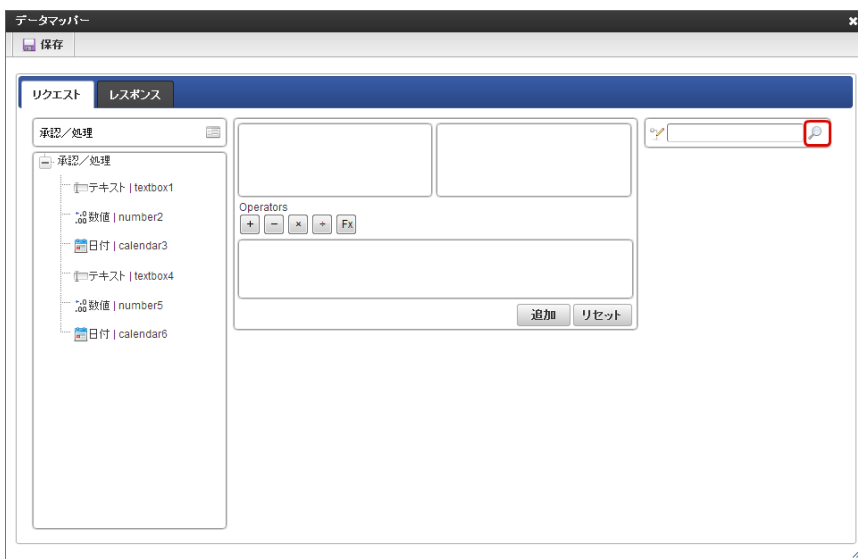 データマッパー
保存
リクエスト レスポンス
承認／処理
承認／処理
テキスト | textbox1
数値 | number2
日付 | calendar3
テキスト | textbox4
数値 | number5
日付 | calendar6
Operators
+ − × ÷ Fx
追加 リセット